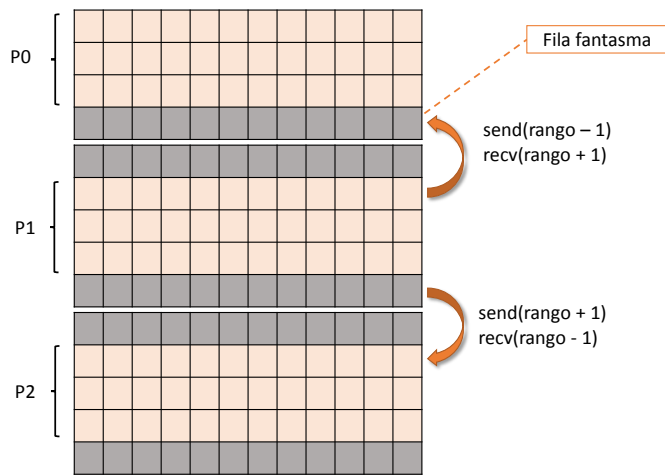 P0
Fila fantasma
send(rango – 1)
recv(rango + 1)
P1
send(rango + 1)
recv(rango - 1)
P2